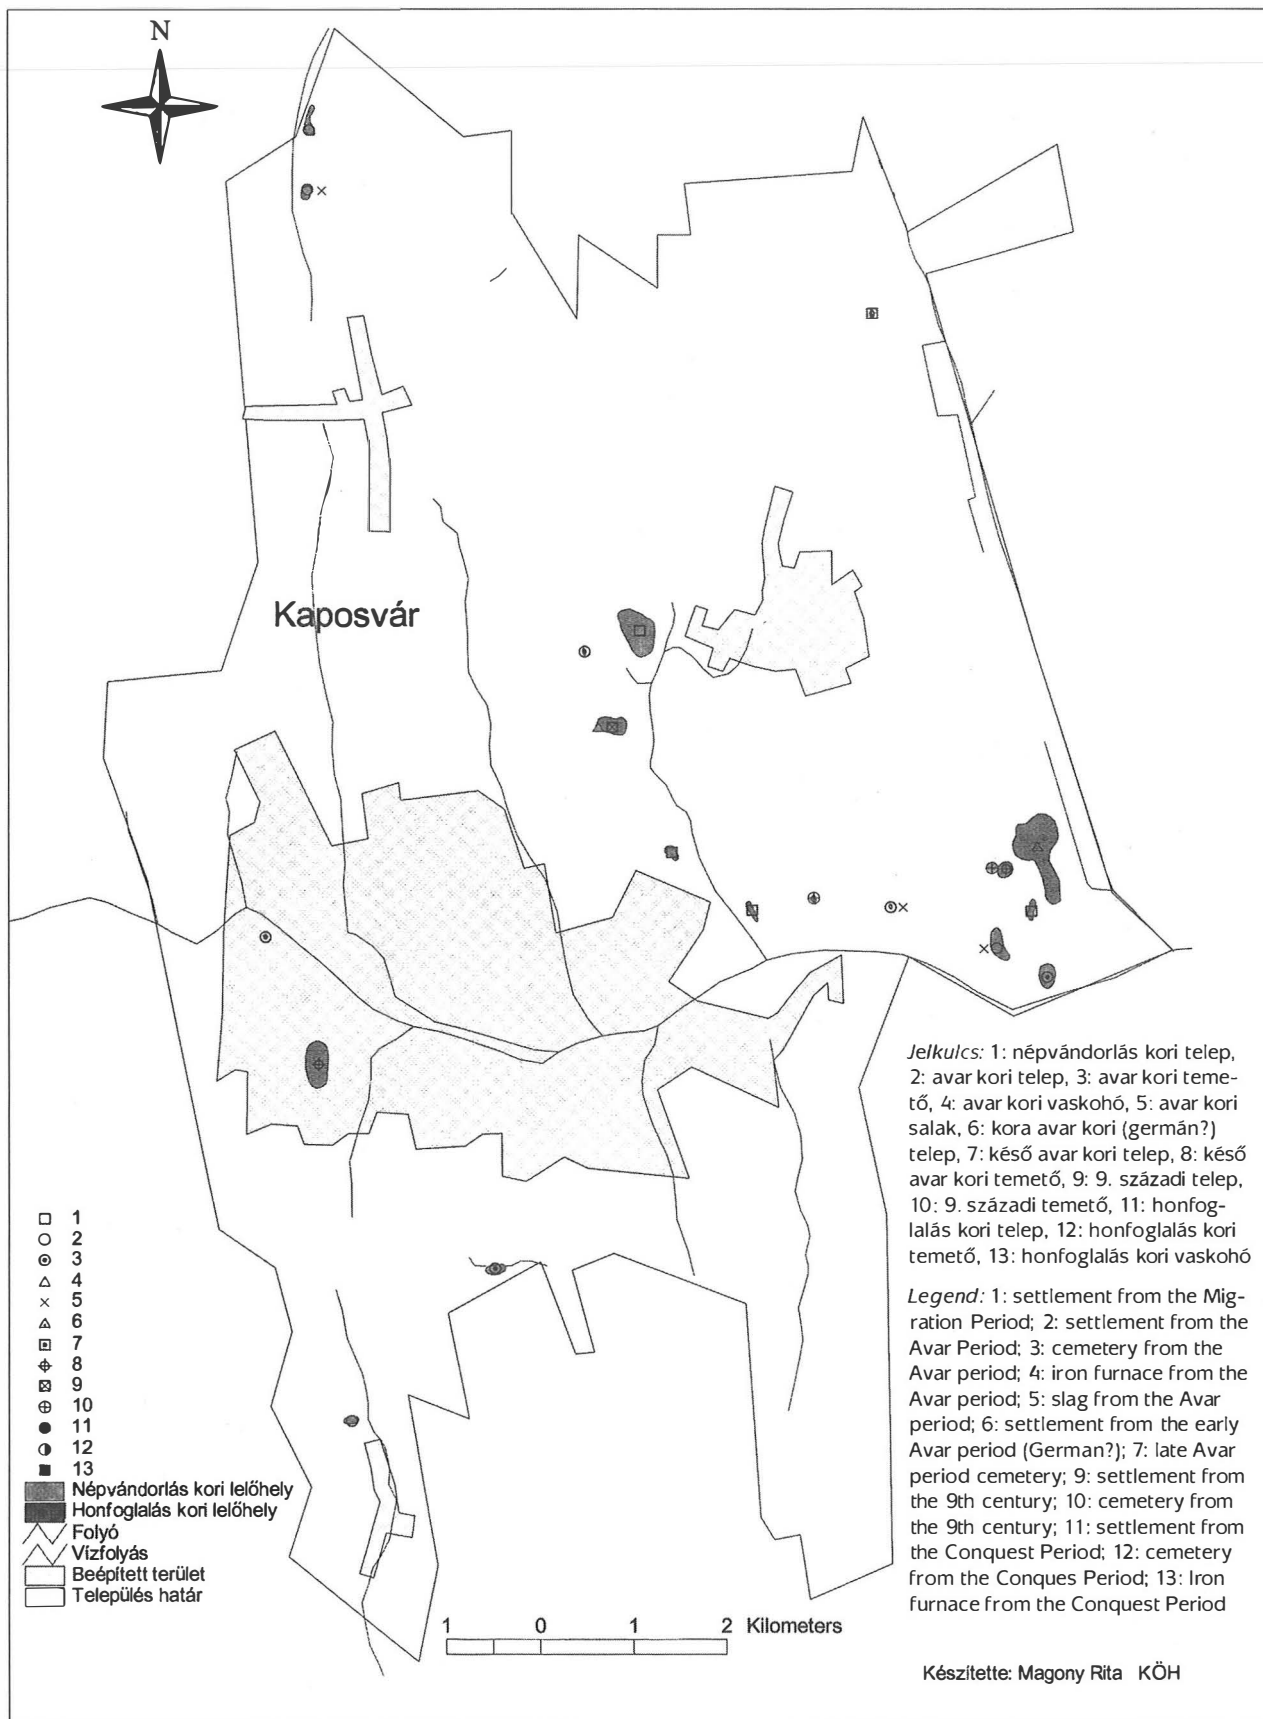 N
Kaposvár
Jelkulcs: 1: népvándorlás kori telep,
2: avar kori telep, 3: avar kori teme-
tő, 4: avar kori vaskohó, 5: avar kori
salak, 6: kora avar kori (germán?)
telep, 7: késő avar kori telep, 8: késő
avar kori temető, 9: 9. századi telep,
10: 9. századi temető, 11: honfog-
lalás kori telep, 12: honfoglalás kori
temető, 13: honfoglalás kori vaskohó
Legend: 1: settlement from the Mig-
ration Period; 2: settlement from the
Avar Period; 3: cemetery from the
Avar period; 4: iron furnace from the
Avar period; 5: slag from the Avar
period; 6: settlement from the early
Avar period (German?); 7: late Avar
period cemetery; 9: settlement from
the 9th century; 10: cemetery from
the 9th century; 11: settlement from
the Conquest Period; 12: cemetery
from the Conques Period; 13: Iron
furnace from the Conquest Period
1
2
3
4
5
6
7
8
9
10
11
12
13
Népvándorlás kori lelőhely
Honfoglalás kori lelőhely
Folyó
Vízfolyás
Beépített terület
Település határ
1 0 1 2 Kilometers
Készítette: Magony Rita KÖH